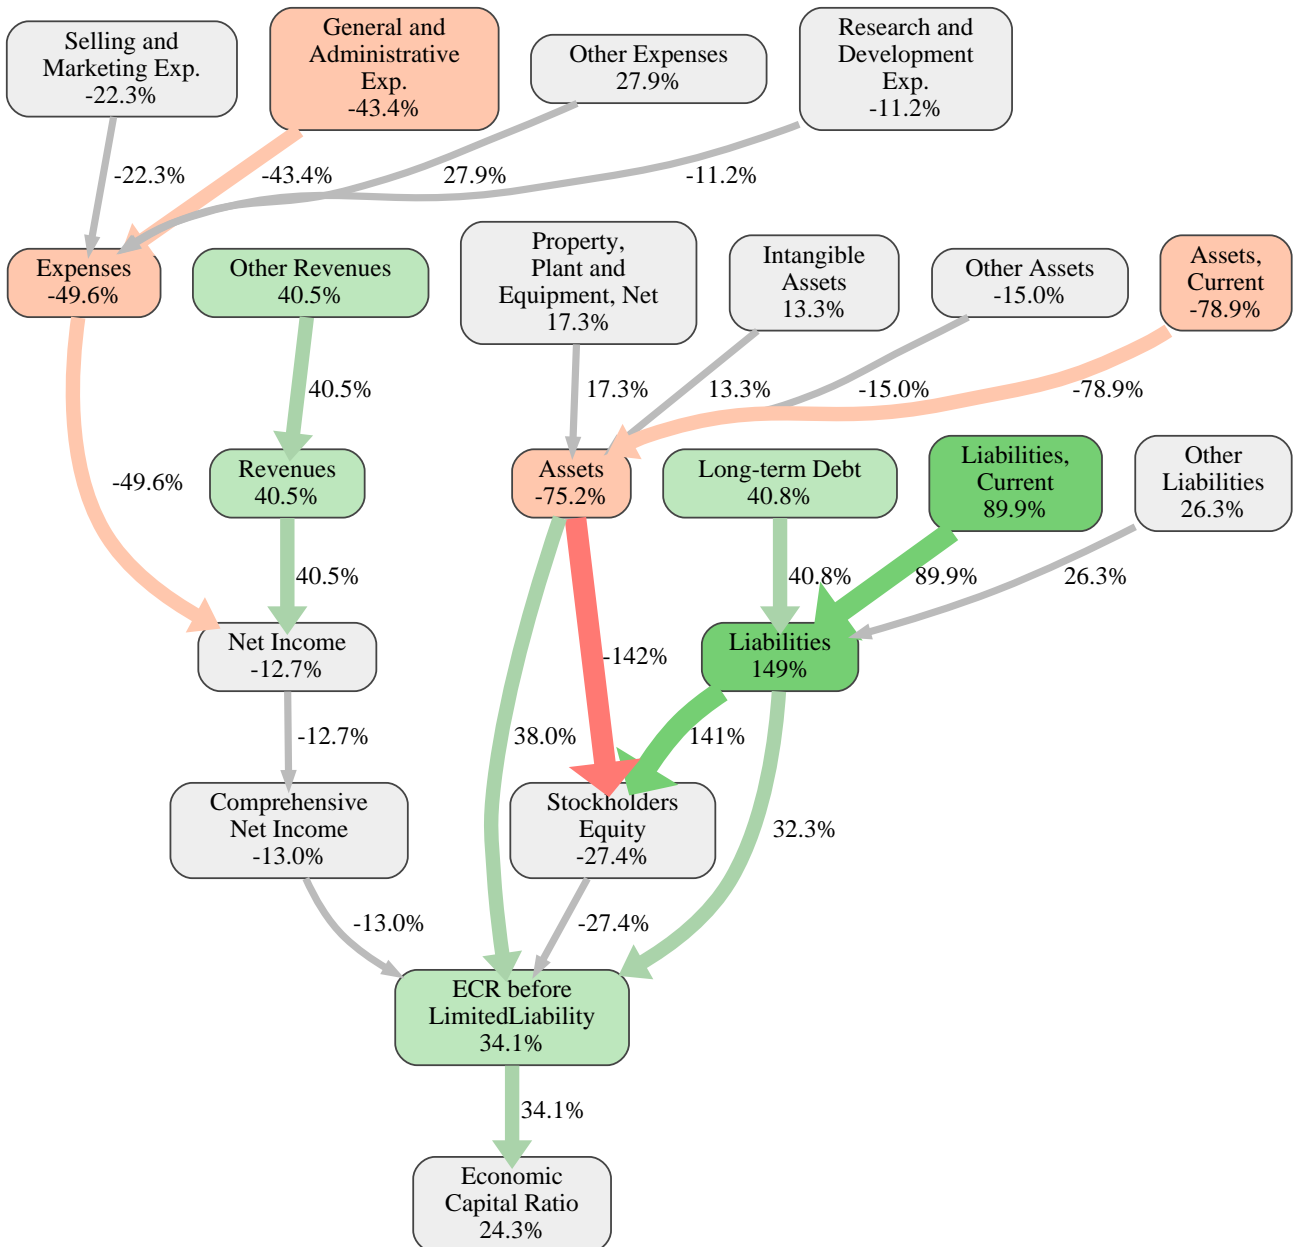 Selling and
Marketing Exp.
-22.3%
General and
Administrative
Exp.
-43.4%
Other Expenses
27.9%
Research and
Development
Exp.
-11.2%
-22.3%
-43.4%
27.9%
-11.2%
Expenses
-49.6%
Other Revenues
40.5%
Property,
Plant and
Equipment, Net
17.3%
Intangible
Assets
13.3%
Other Assets
-15.0%
Assets,
Current
-78.9%
40.5%
17.3%
13.3%
-15.0%
-78.9%
-49.6%
Revenues
40.5%
Assets
-75.2%
Long-term Debt
40.8%
Liabilities,
Current
89.9%
Other
Liabilities
26.3%
40.5%
40.8%
89.9%
26.3%
Net Income
-12.7%
-142%
Liabilities
149%
-12.7%
38.0%
141%
Comprehensive
Net Income
-13.0%
Stockholders
Equity
-27.4%
32.3%
-13.0%
-27.4%
ECR before
LimitedLiability
34.1%
34.1%
Economic
Capital Ratio
24.3%